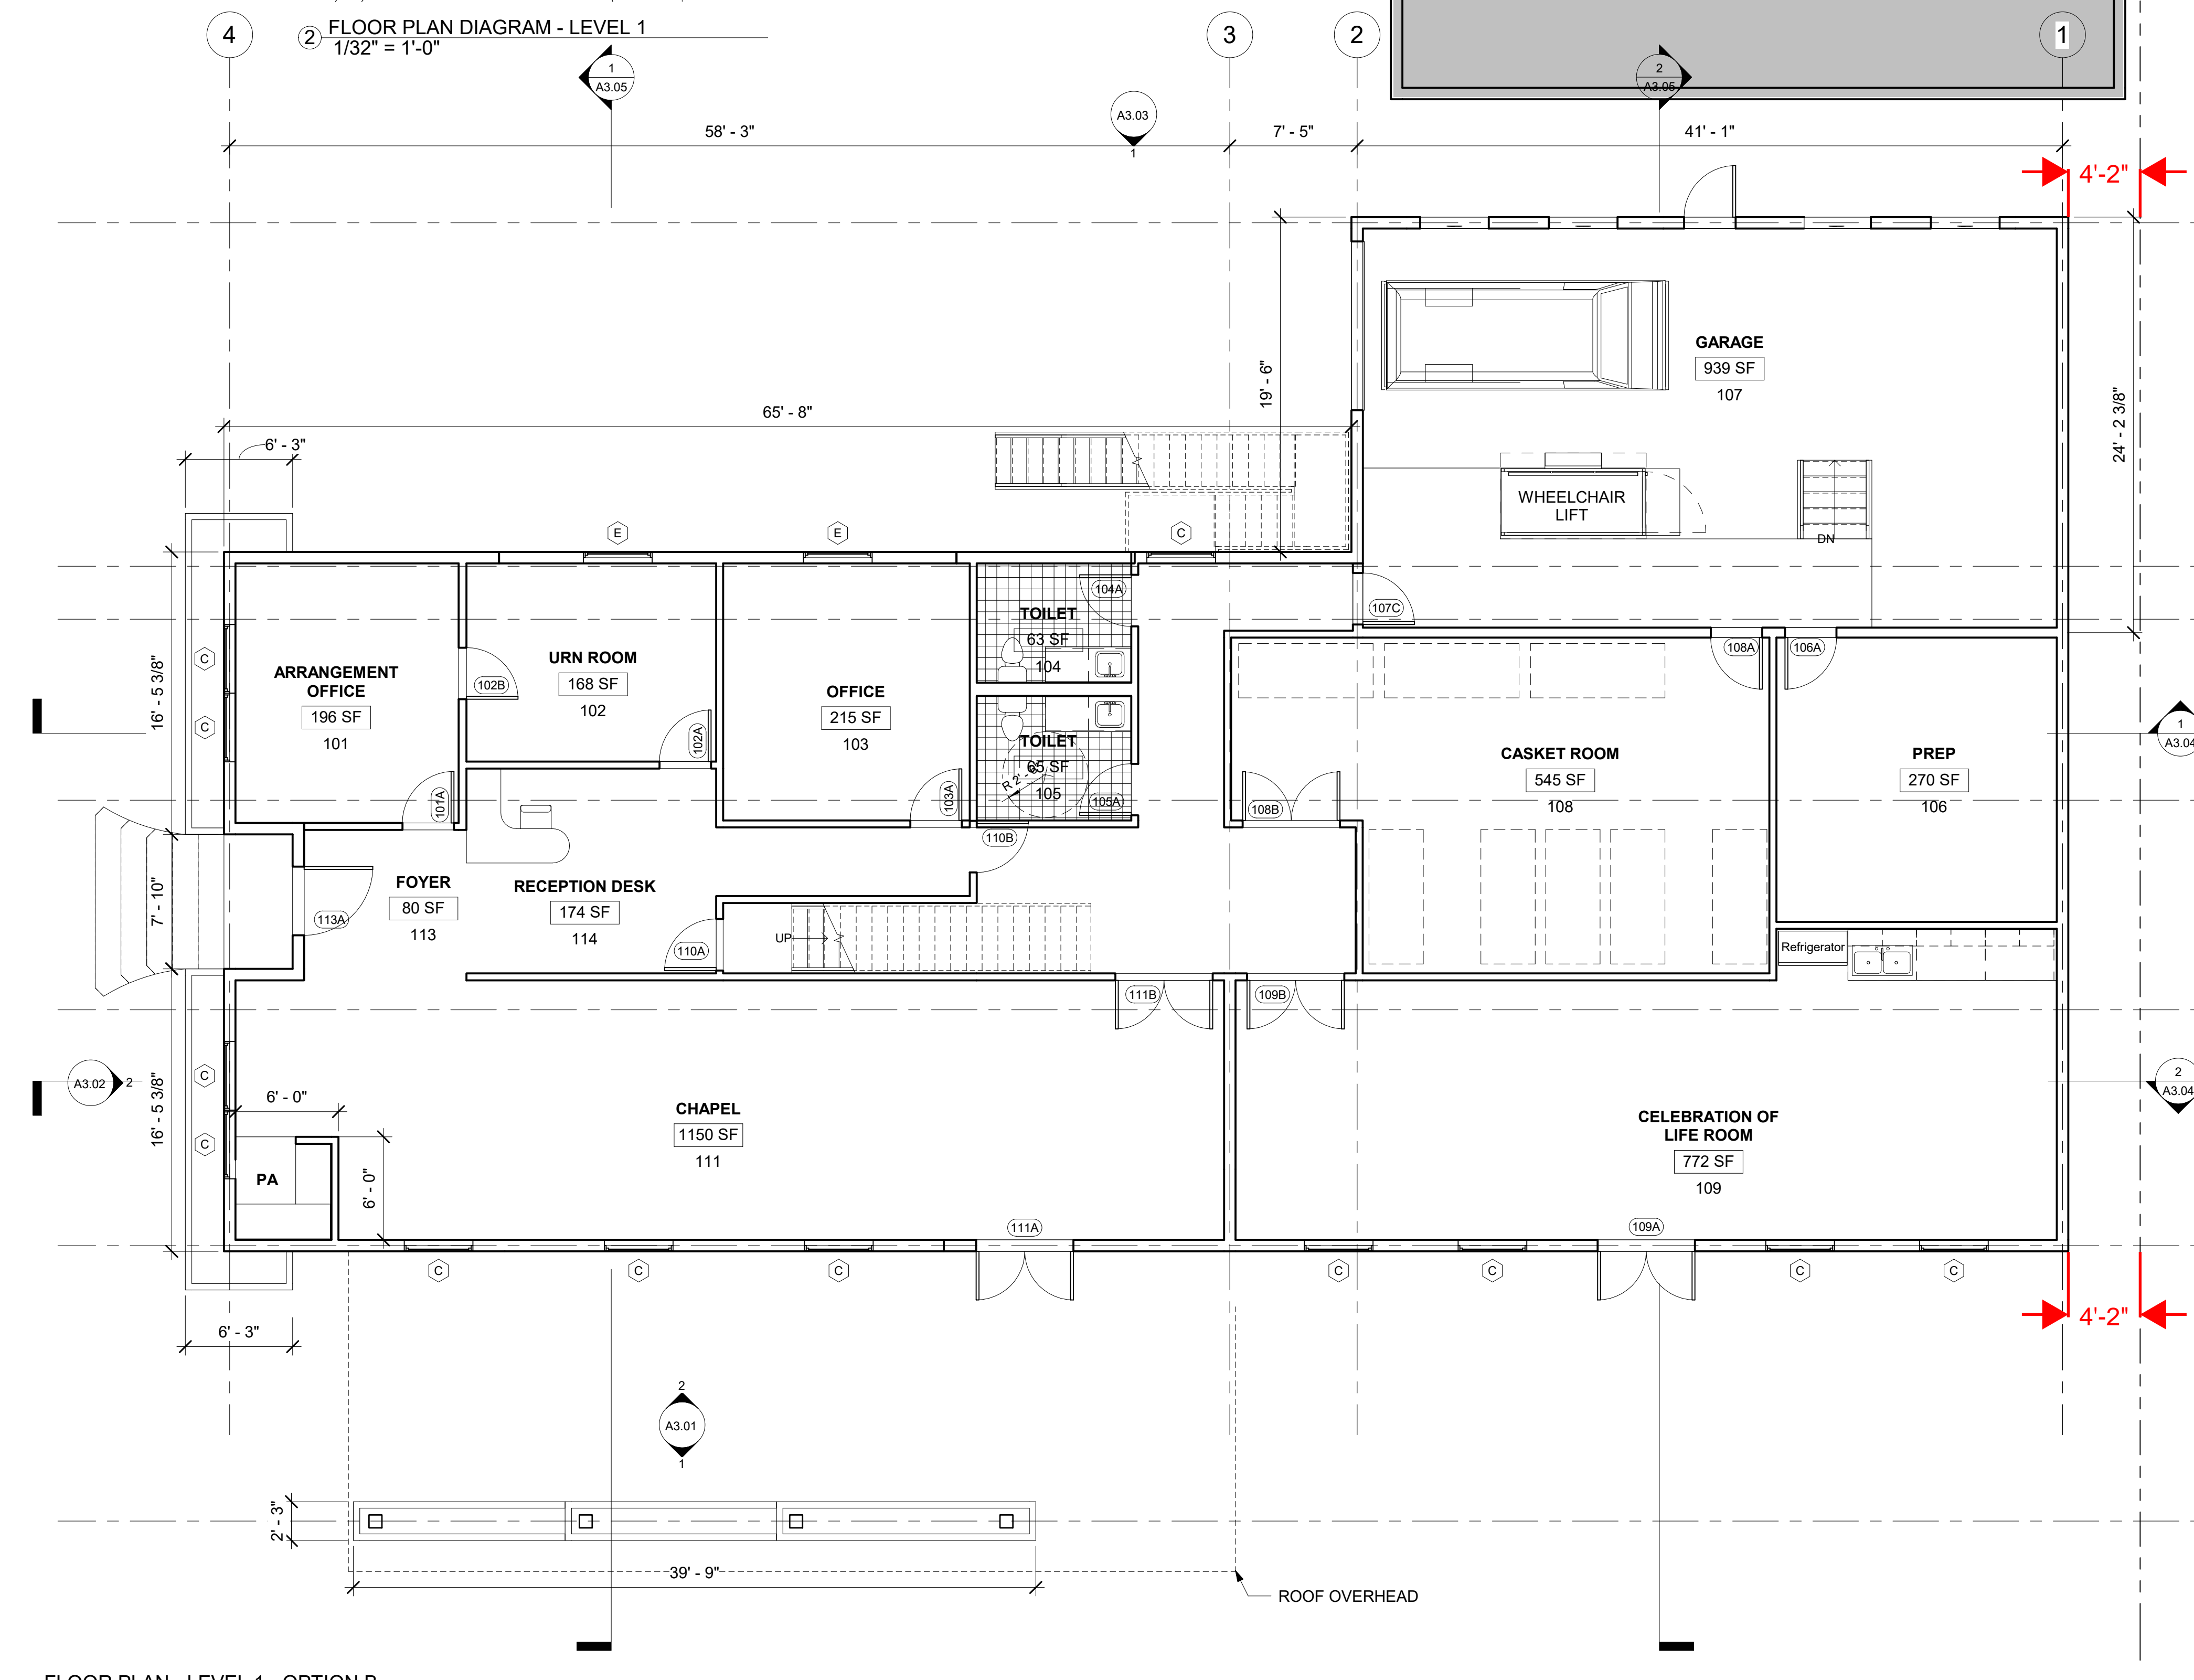 FLOOR PLAN DIAGRAM - LEVEL 1
2
1/32" = 1'-0"
4
3
2
1
1
A3.05
2
A3.05
A3.03
1
58' - 3"
7' - 5"
41' - 1"
4'-2"
GARAGE
939 SF
107
19' - 6"
24' - 2 3/8"
65' - 8"
6' - 3"
WHEELCHAIR
LIFT
DN
E
E
C
107C
104A
TOILET
63 SF
104
ARRANGEMENT
OFFICE
196 SF
101
URN ROOM
168 SF
102
102B
102A
OFFICE
215 SF
103
C
C
16' - 5 3/8"
108A
106A
TOILET
65 SF
105
R 2' - 6"
105A
CASKET ROOM
545 SF
108
PREP
270 SF
106
1
A3.04
101A
103A
108B
110B
7' - 10"
113A
FOYER
80 SF
113
RECEPTION DESK
174 SF
114
110A
UP
Refrigerator
111B
109B
A3.02
2
2
A3.04
C
C
16' - 5 3/8"
6' - 0"
6' - 0"
PA
CHAPEL
1150 SF
111
CELEBRATION OF
LIFE ROOM
772 SF
109
111A
109A
C
C
C
C
C
C
C
4'-2"
6' - 3"
2
A3.01
1
2' - 3"
39' - 9"
ROOF OVERHEAD
FLOOR PLAN - LEVEL 1 - OPTION B